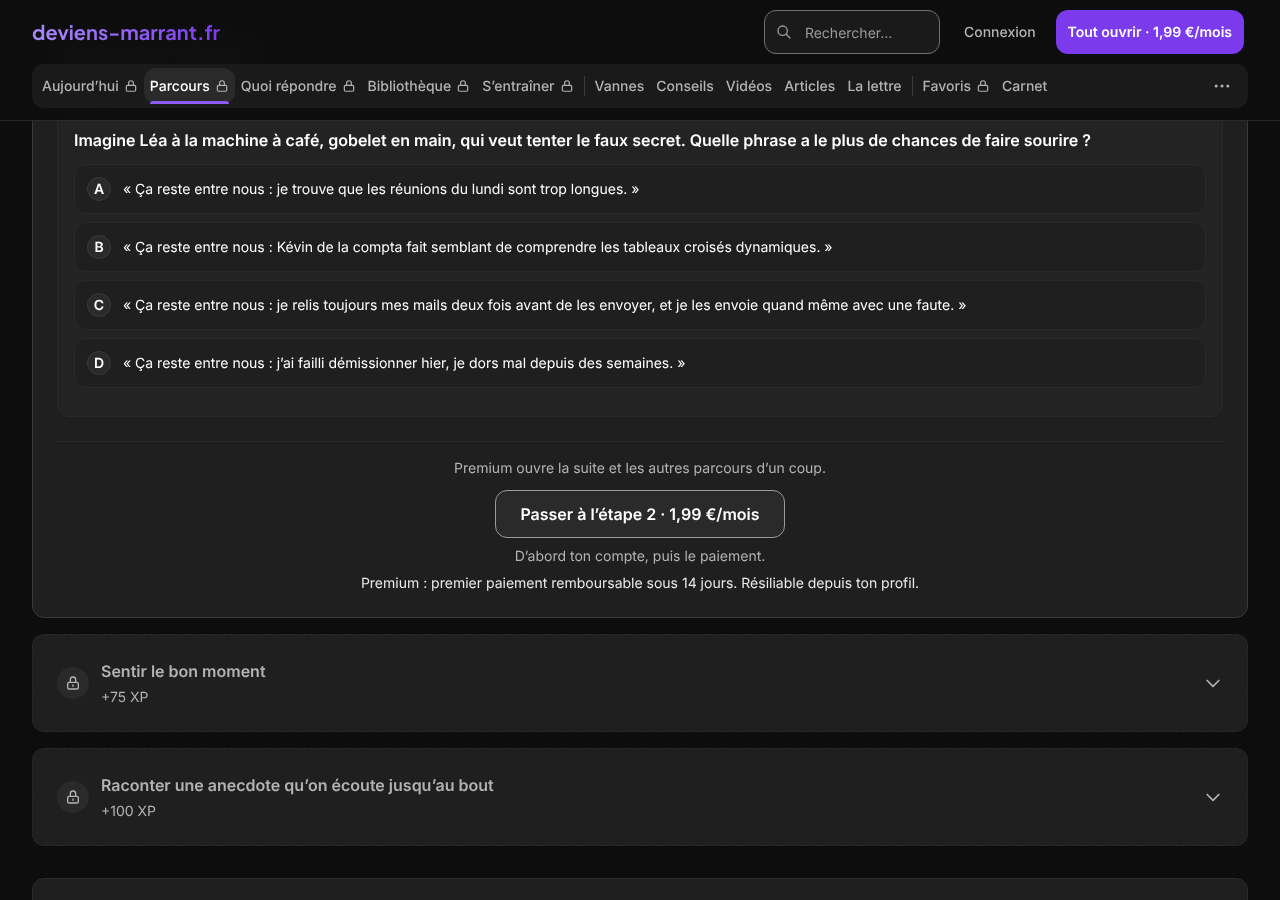 deviens-marrant.fr
Rechercher...
Connexion
Tout ouvrir · 1,99 €/mois
Aujourd’hui
Parcours
Quoi répondre
Bibliothèque
S’entraîner
Vannes
Conseils
Vidéos
Articles
La lettre
Favoris
Carnet
Imagine Léa à la machine à café, gobelet en main, qui veut tenter le faux secret. Quelle phrase a le plus de chances de faire sourire ?
A « Ça reste entre nous : je trouve que les réunions du lundi sont trop longues. »
B « Ça reste entre nous : Kévin de la compta fait semblant de comprendre les tableaux croisés dynamiques. »
C « Ça reste entre nous : je relis toujours mes mails deux fois avant de les envoyer, et je les envoie quand même avec une faute. »
D « Ça reste entre nous : j’ai failli démissionner hier, je dors mal depuis des semaines. »
Premium ouvre la suite et les autres parcours d’un coup.
Passer à l’étape 2 · 1,99 €/mois
D’abord ton compte, puis le paiement.
Premium : premier paiement remboursable sous 14 jours. Résiliable depuis ton profil.
Sentir le bon moment
+75 XP
Raconter une anecdote qu’on écoute jusqu’au bout
+100 XP